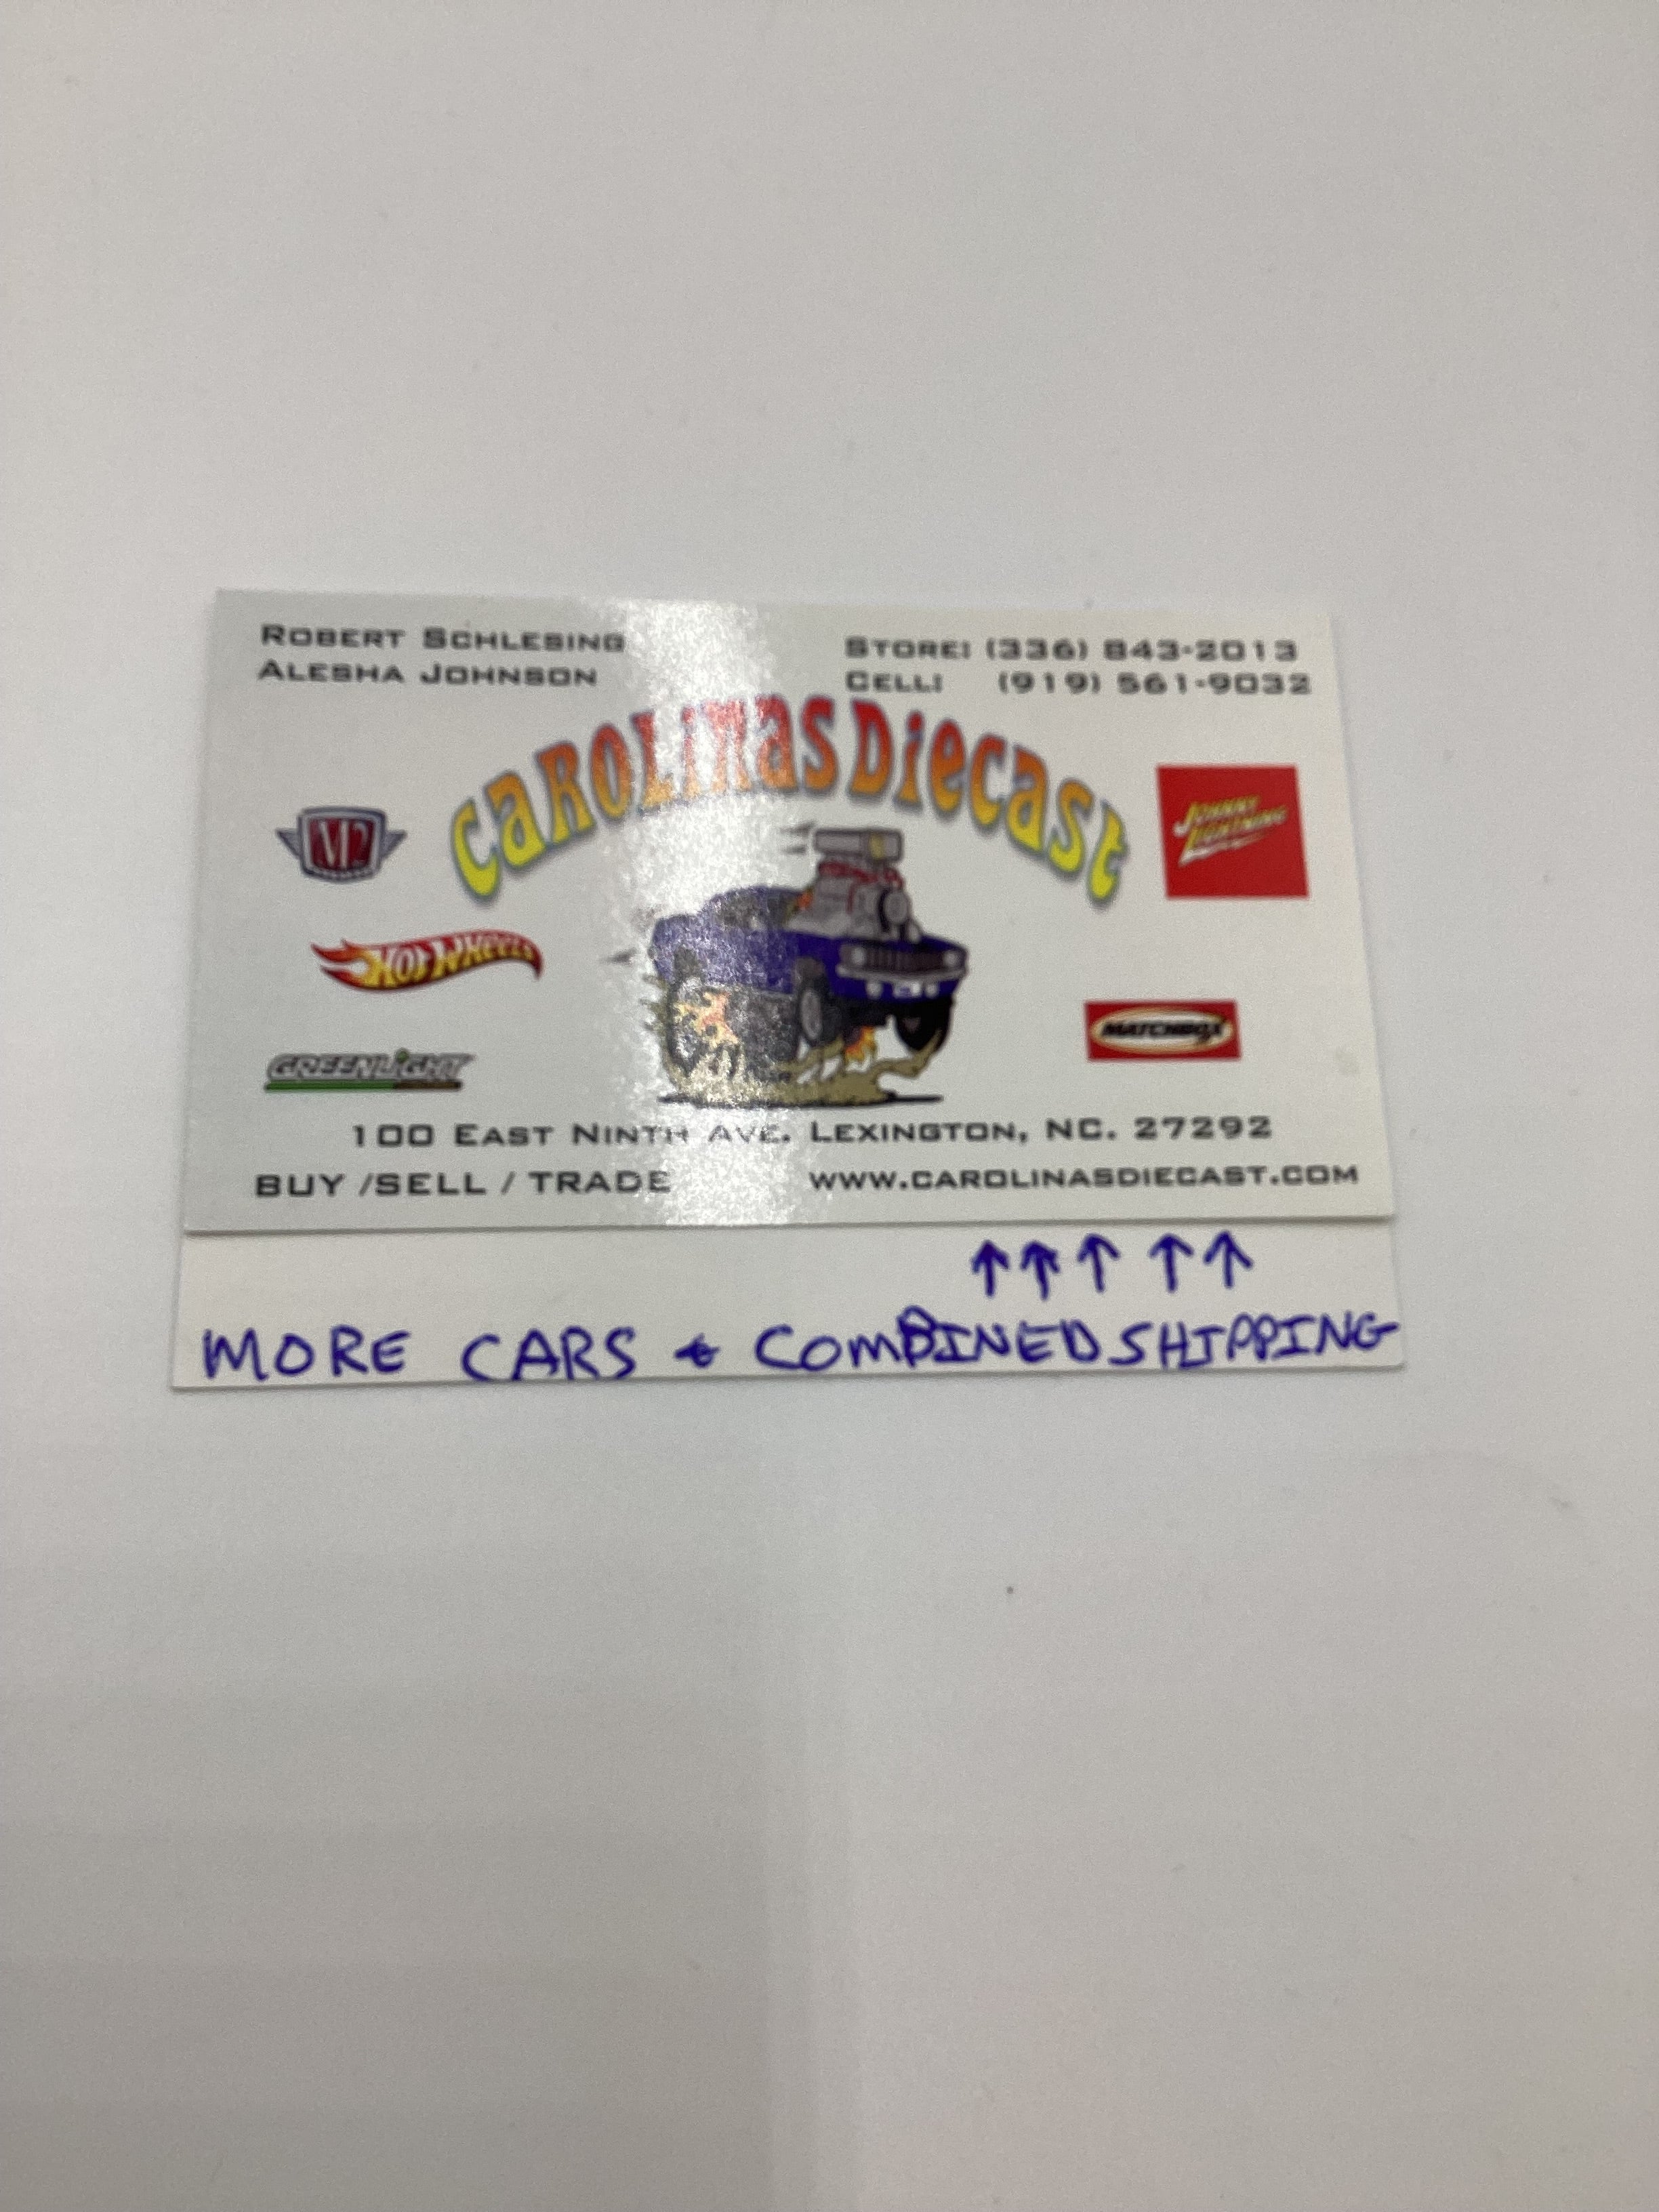 ROBERT SCHLESING
ALESHA JOHNSON
STORE: (336) 843-2013
CELL: (919) 561-9032
CAROLINAS DIECAST
M2
JOHNNY LIGHTNING
HOT WHEELS
GREENLIGHT
MATCHBOX
100 EAST NINTH AVE. LEXINGTON, NC. 27292
BUY /SELL / TRADE
WWW.CAROLINASDIECAST.COM
↑↑↑ ↑↑
MORE CARS & COMBINED SHIPPING